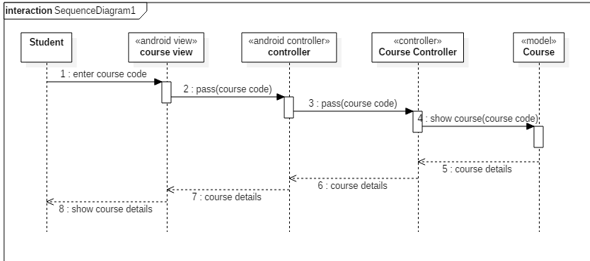 interaction SequenceDiagram1
Student
«android view»
course view
«android controller»
controller
«controller»
Course Controller
«model»
Course
1 : enter course code
2 : pass(course code)
3 : pass(course code)
4 : show course(course code)
5 : course details
6 : course details
7 : course details
8 : show course details